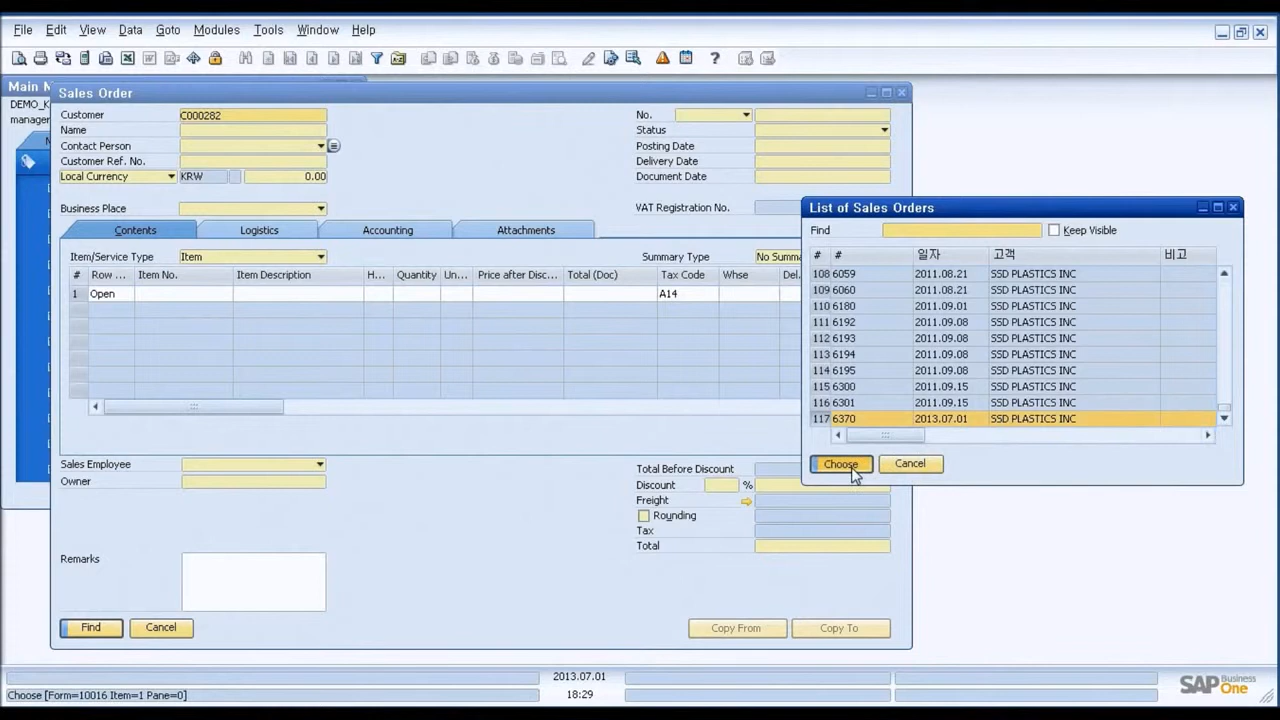 File Edit View Data Goto Modules Tools Window Help
Main M
DEMO_K
manager
Sales Order
Customer C000282
Name
Contact Person
Customer Ref. No.
Local Currency KRW 0.00
Business Place
No.
Status
Posting Date
Delivery Date
Document Date
VAT Registration No.
Contents Logistics Accounting Attachments
Item/Service Type Item
Summary Type No Summa
# Row ... Item No. Item Description H... Quantity Un... Price after Disc... Total (Doc) Tax Code Whse Del.
1 Open A14
Sales Employee
Owner
Remarks
Total Before Discount
Discount %
Freight
Rounding
Tax
Total
Find Cancel
Copy From Copy To
List of Sales Orders
Find Keep Visible
# # 일자 고객 비고
108 6059 2011.08.21 SSD PLASTICS INC
109 6060 2011.08.21 SSD PLASTICS INC
110 6180 2011.09.01 SSD PLASTICS INC
111 6192 2011.09.08 SSD PLASTICS INC
112 6193 2011.09.08 SSD PLASTICS INC
113 6194 2011.09.08 SSD PLASTICS INC
114 6195 2011.09.08 SSD PLASTICS INC
115 6300 2011.09.15 SSD PLASTICS INC
116 6301 2011.09.15 SSD PLASTICS INC
117 6370 2013.07.01 SSD PLASTICS INC
Choose Cancel
2013.07.01
Choose [Form=10016 Item=1 Pane=0] 18:29
SAP Business One